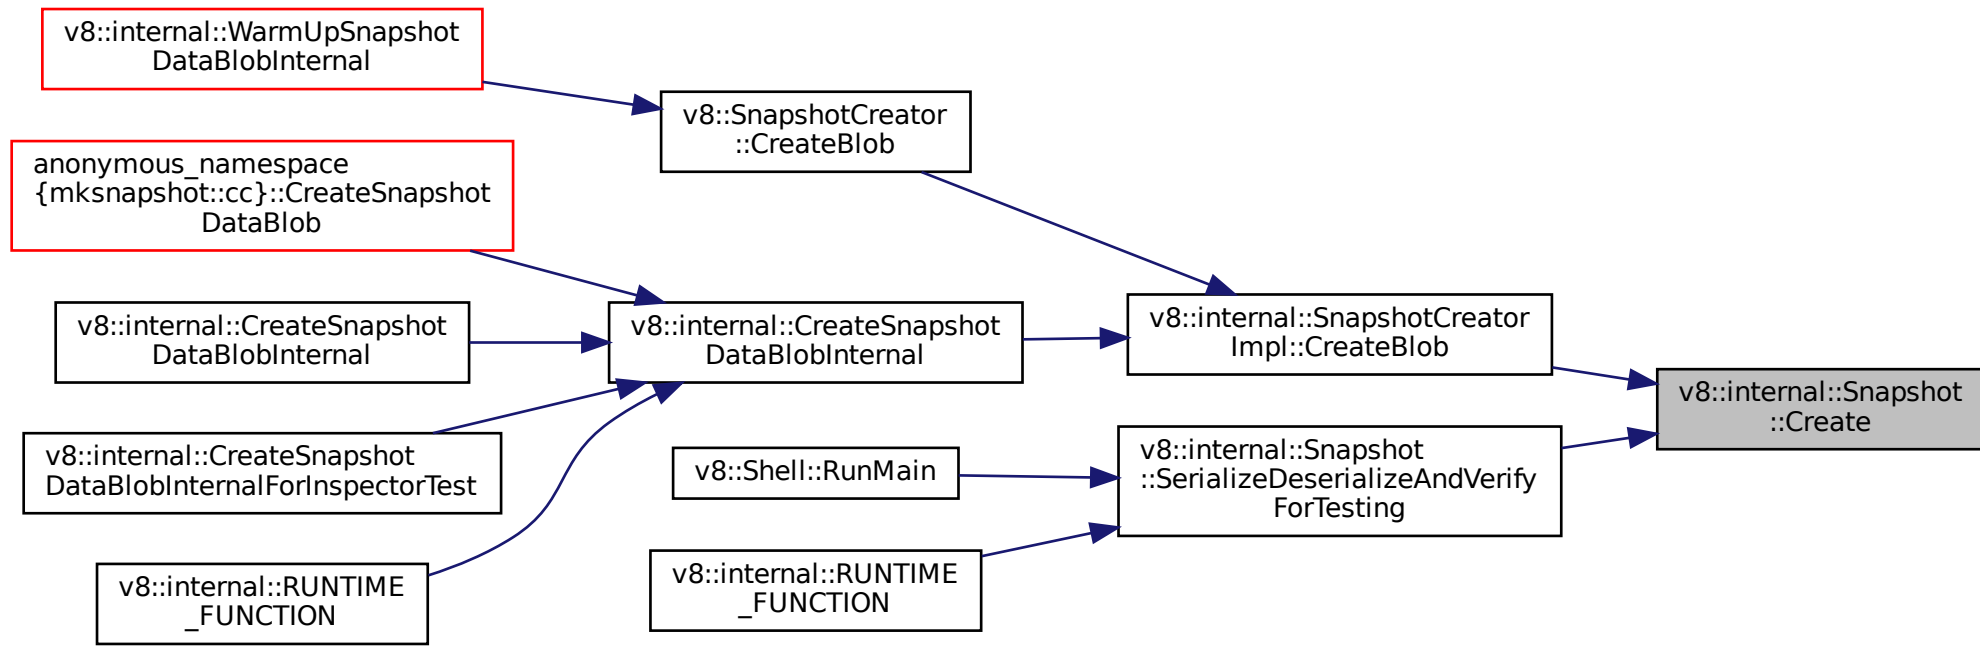 v8::internal::WarmUpSnapshot
DataBlobInternal
anonymous_namespace
{mksnapshot::cc}::CreateSnapshot
DataBlob
v8::internal::CreateSnapshot
DataBlobInternal
v8::internal::CreateSnapshot
DataBlobInternalForInspectorTest
v8::internal::RUNTIME
_FUNCTION
v8::SnapshotCreator
::CreateBlob
v8::internal::CreateSnapshot
DataBlobInternal
v8::Shell::RunMain
v8::internal::RUNTIME
_FUNCTION
v8::internal::SnapshotCreator
Impl::CreateBlob
v8::internal::Snapshot
::SerializeDeserializeAndVerify
ForTesting
v8::internal::Snapshot
::Create